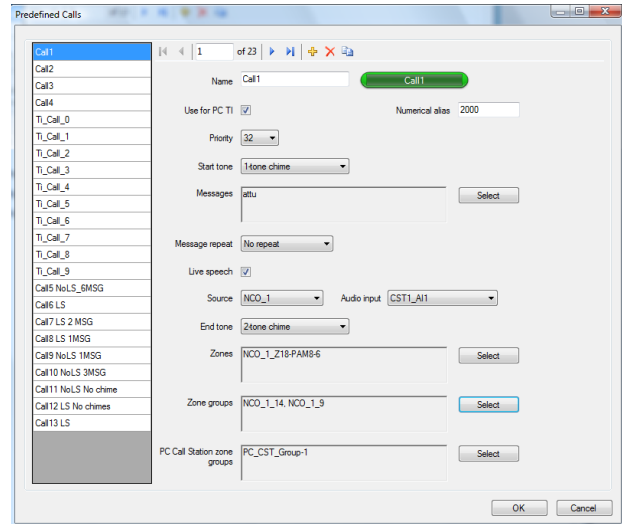 Predefined Calls
Call1
Call2
Call3
Call4
Ti_Call_0
Ti_Call_1
Ti_Call_2
Ti_Call_3
Ti_Call_4
Ti_Call_5
Ti_Call_6
Ti_Call_7
Ti_Call_8
Ti_Call_9
Call5 NoLS_6MSG
Call6 LS
Call7 LS 2 MSG
Call8 LS 1MSG
Call9 NoLS 1MSG
Call10 NoLS 3MSG
Call11 NoLS No chime
Call12 LS No chimes
Call13 LS
1 of 23
Name Call1 Call1
Use for PC TI Numerical alias 2000
Priority 32
Start tone 1-tone chime
Messages attu Select
Message repeat No repeat
Live speech
Source NCO_1 Audio input CST1_AI1
End tone 2-tone chime
Zones NCO_1_Z18-PAM8-6 Select
Zone groups NCO_1_14, NCO_1_9 Select
PC Call Station zone
groups PC_CST_Group-1 Select
OK Cancel